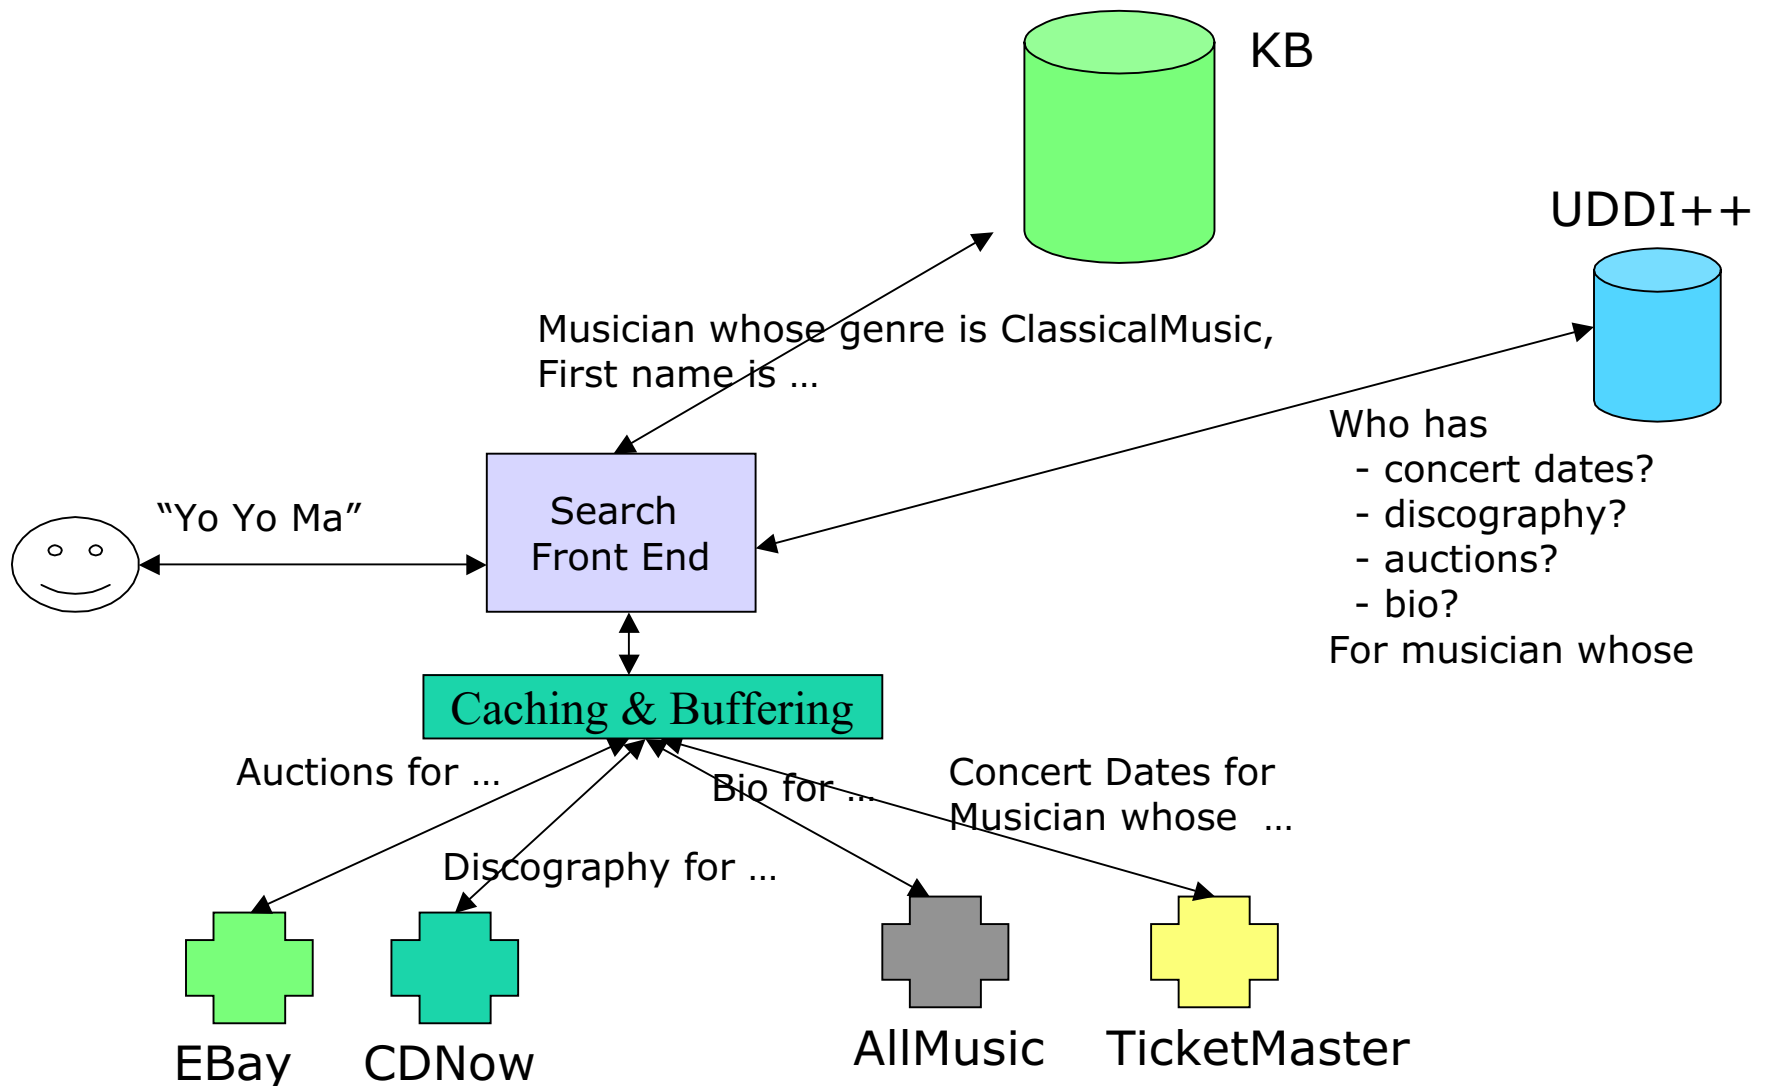 KB
UDDI++
Musician whose genre is ClassicalMusic,
First name is …
Who has
- concert dates?
- discography?
- auctions?
- bio?
For musician whose
“Yo Yo Ma”
Search
Front End
Caching & Buffering
Auctions for …
Bio for …
Concert Dates for
Musician whose …
Discography for …
EBay
CDNow
AllMusic
TicketMaster